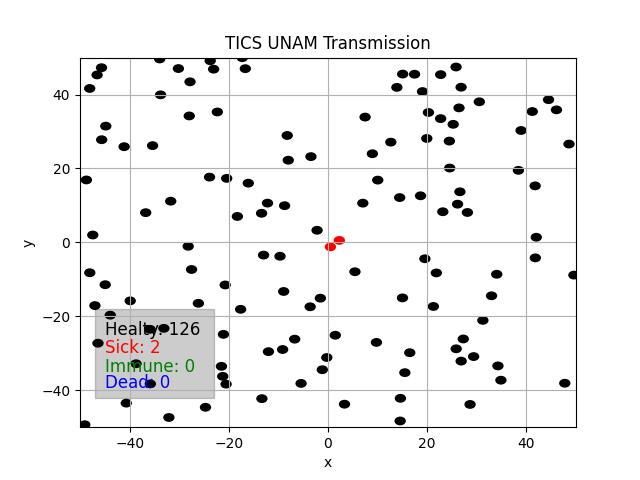 TICS UNAM Transmission
40
20
0
−20
−40
y
Healty: 126
Sick: 2
Immune: 0
Dead: 0
−40 −20 0 20 40
x